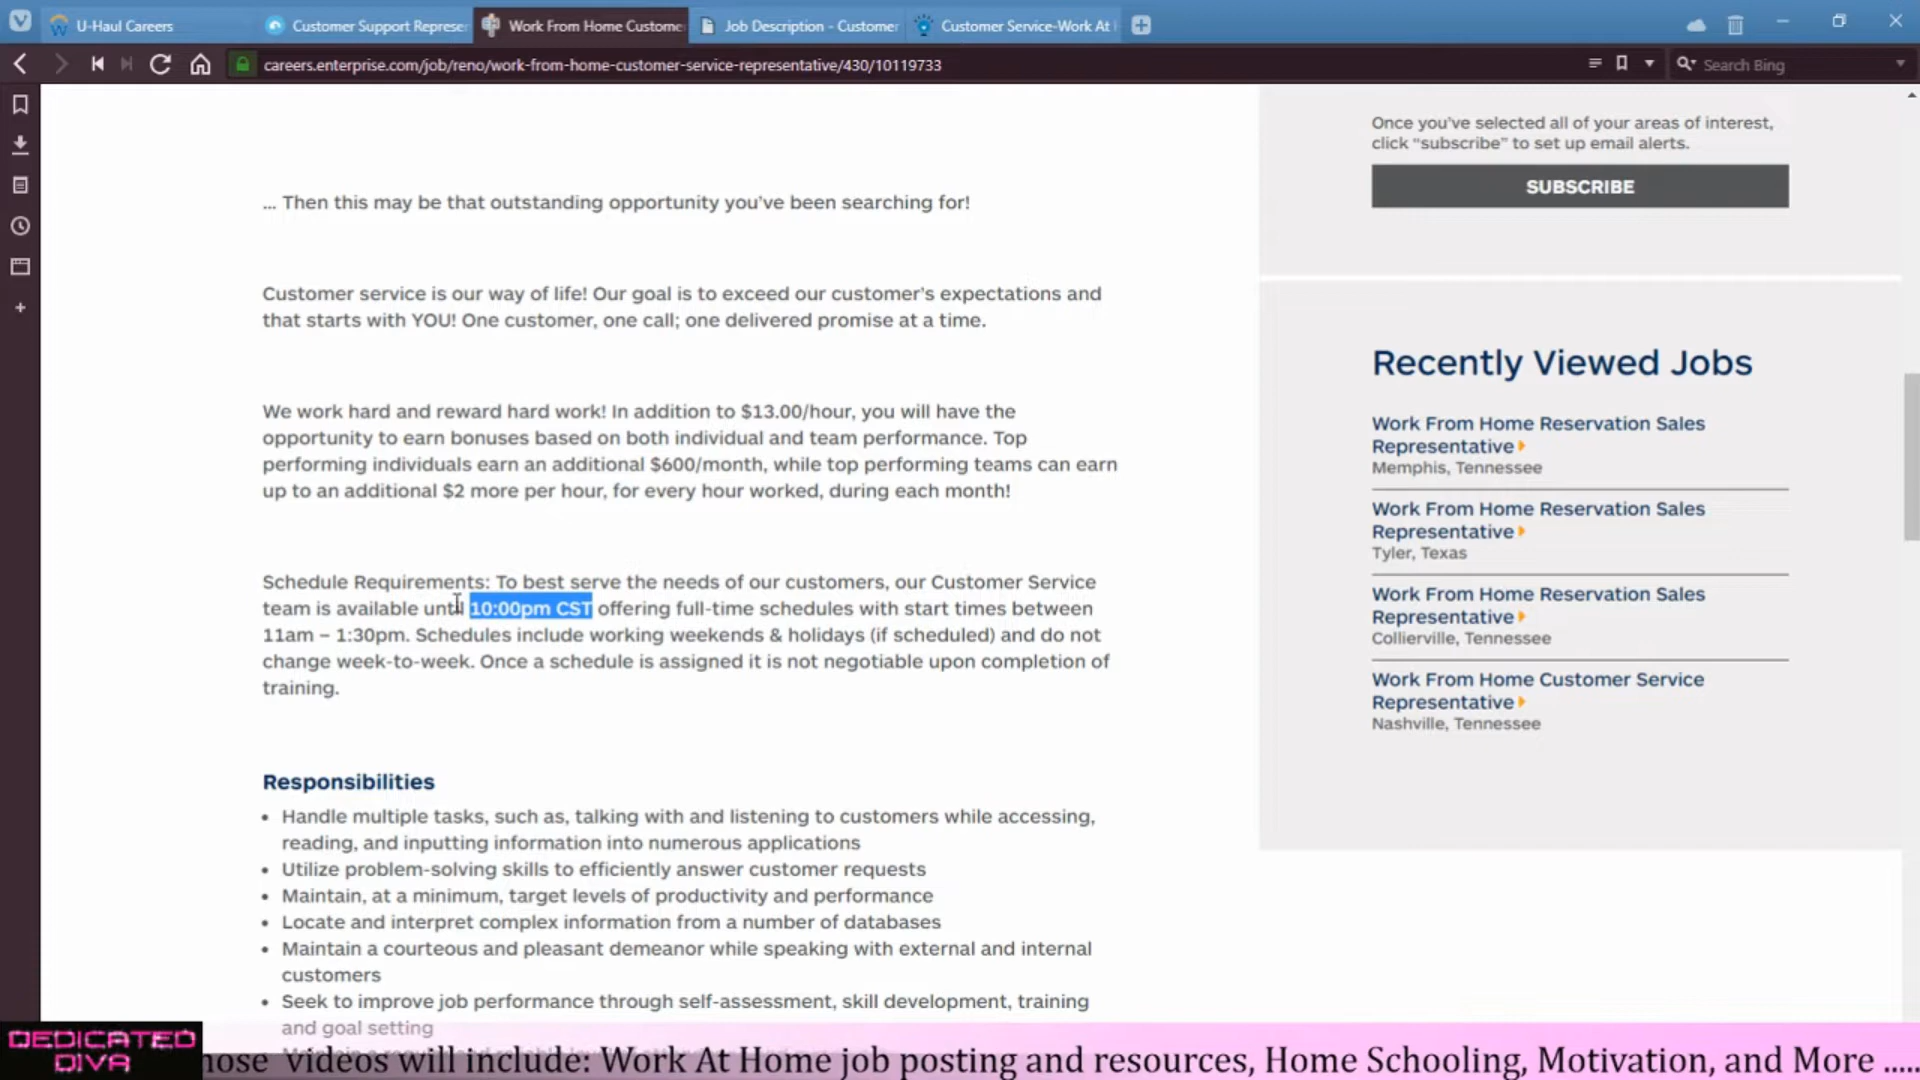 U-Haul Careers
Customer Support Represe
Work From Home Custome
Job Description - Custome
Customer Service-Work At
careers.enterprise.com/job/reno/work-from-home-customer-service-representative/430/10119733
Search Bing
... Then this may be that outstanding opportunity you've been searching for!
Customer service is our way of life! Our goal is to exceed our customer's expectations and
that starts with YOU! One customer, one call; one delivered promise at a time.
We work hard and reward hard work! In addition to $13.00/hour, you will have the
opportunity to earn bonuses based on both individual and team performance. Top
performing individuals earn an additional $600/month, while top performing teams can earn
up to an additional $2 more per hour, for every hour worked, during each month!
Schedule Requirements: To best serve the needs of our customers, our Customer Service
team is available until 10:00pm CST offering full-time schedules with start times between
11am – 1:30pm. Schedules include working weekends & holidays (if scheduled) and do not
change week-to-week. Once a schedule is assigned it is not negotiable upon completion of
training.
Responsibilities
• Handle multiple tasks, such as, talking with and listening to customers while accessing,
reading, and inputting information into numerous applications
• Utilize problem-solving skills to efficiently answer customer requests
• Maintain, at a minimum, target levels of productivity and performance
• Locate and interpret complex information from a number of databases
• Maintain a courteous and pleasant demeanor while speaking with external and internal
customers
• Seek to improve job performance through self-assessment, skill development, training
and goal setting
Once you've selected all of your areas of interest,
click "subscribe" to set up email alerts.
SUBSCRIBE
Recently Viewed Jobs
Work From Home Reservation Sales
Representative
Memphis, Tennessee
Work From Home Reservation Sales
Representative
Tyler, Texas
Work From Home Reservation Sales
Representative
Collierville, Tennessee
Work From Home Customer Service
Representative
Nashville, Tennessee
DEDICATED
DIVA
hose videos will include: Work At Home job posting and resources, Home Schooling, Motivation, and More .....